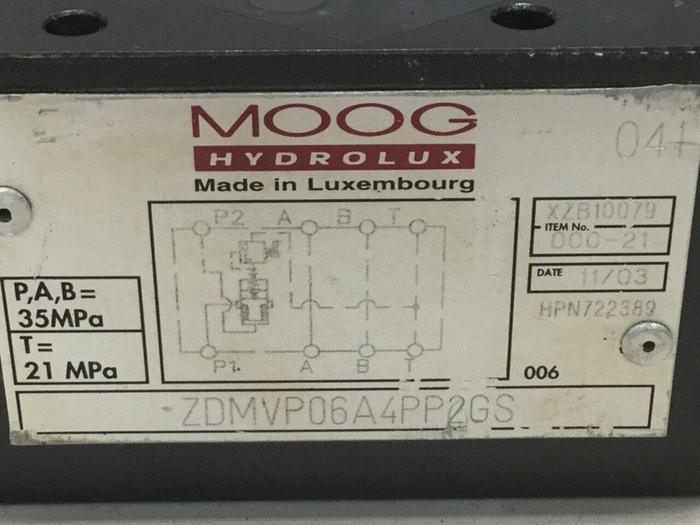 MOOG
HYDROLUX
Made in Luxembourg
04
P2 A B T
XZB10079
ITEM No.
000-21
DATE 11/03
HPN722389
P,A,B=
35MPa
T=
21 MPa
P1 A B T
006
ZDMVP06A4PP2GS